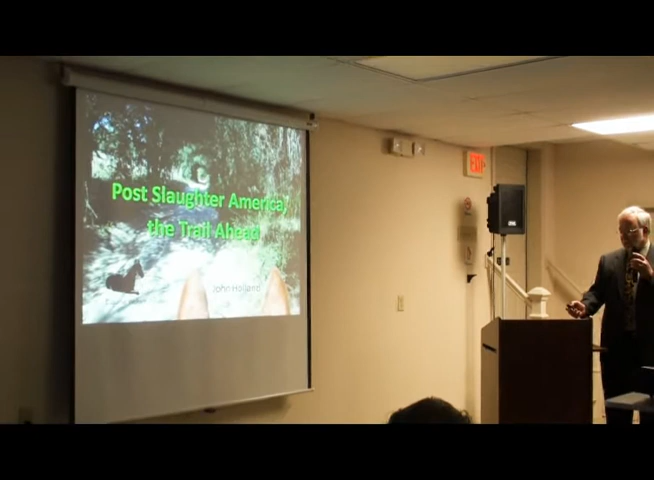 Post Slaughter America,
the Trail Ahead
John Holland
EXIT